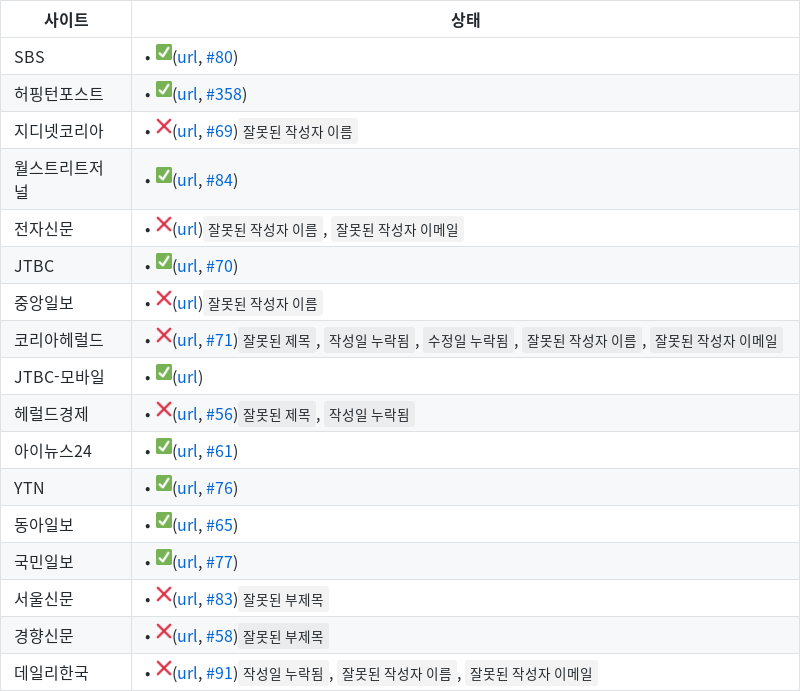 사이트 상태
SBS • ✅(url, #80)
허핑턴포스트 • ✅(url, #358)
지디넷코리아 • ❌(url, #69) 잘못된 작성자 이름
월스트리트저
널 • ✅(url, #84)
전자신문 • ❌(url) 잘못된 작성자 이름 , 잘못된 작성자 이메일
JTBC • ✅(url, #70)
중앙일보 • ❌(url) 잘못된 작성자 이름
코리아헤럴드 • ❌(url, #71) 잘못된 제목 , 작성일 누락됨 , 수정일 누락됨 , 잘못된 작성자 이름 , 잘못된 작성자 이메일
JTBC-모바일 • ✅(url)
헤럴드경제 • ❌(url, #56) 잘못된 제목 , 작성일 누락됨
아이뉴스24 • ✅(url, #61)
YTN • ✅(url, #76)
동아일보 • ✅(url, #65)
국민일보 • ✅(url, #77)
서울신문 • ❌(url, #83) 잘못된 부제목
경향신문 • ❌(url, #58) 잘못된 부제목
데일리한국 • ❌(url, #91) 작성일 누락됨 , 잘못된 작성자 이름 , 잘못된 작성자 이메일